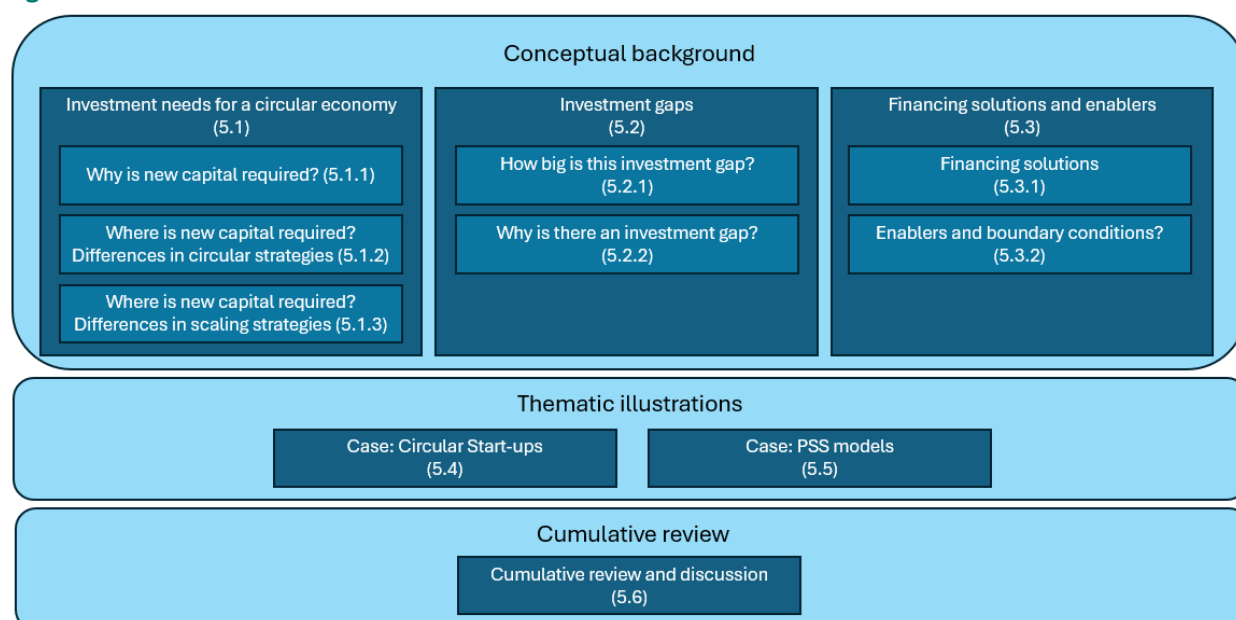 Conceptual background
Investment needs for a circular economy
(5.1)
Why is new capital required? (5.1.1)
Where is new capital required?
Differences in circular strategies (5.1.2)
Where is new capital required?
Differences in scaling strategies (5.1.3)
Investment gaps
(5.2)
How big is this investment gap?
(5.2.1)
Why is there an investment gap?
(5.2.2)
Financing solutions and enablers
(5.3)
Financing solutions
(5.3.1)
Enablers and boundary conditions?
(5.3.2)
Thematic illustrations
Case: Circular Start-ups
(5.4)
Case: PSS models
(5.5)
Cumulative review
Cumulative review and discussion
(5.6)